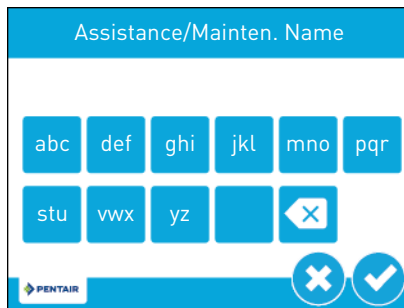 Assistance/Mainten. Name
abc def ghi jkl mno pqr
stu vwx yz
PENTAIR